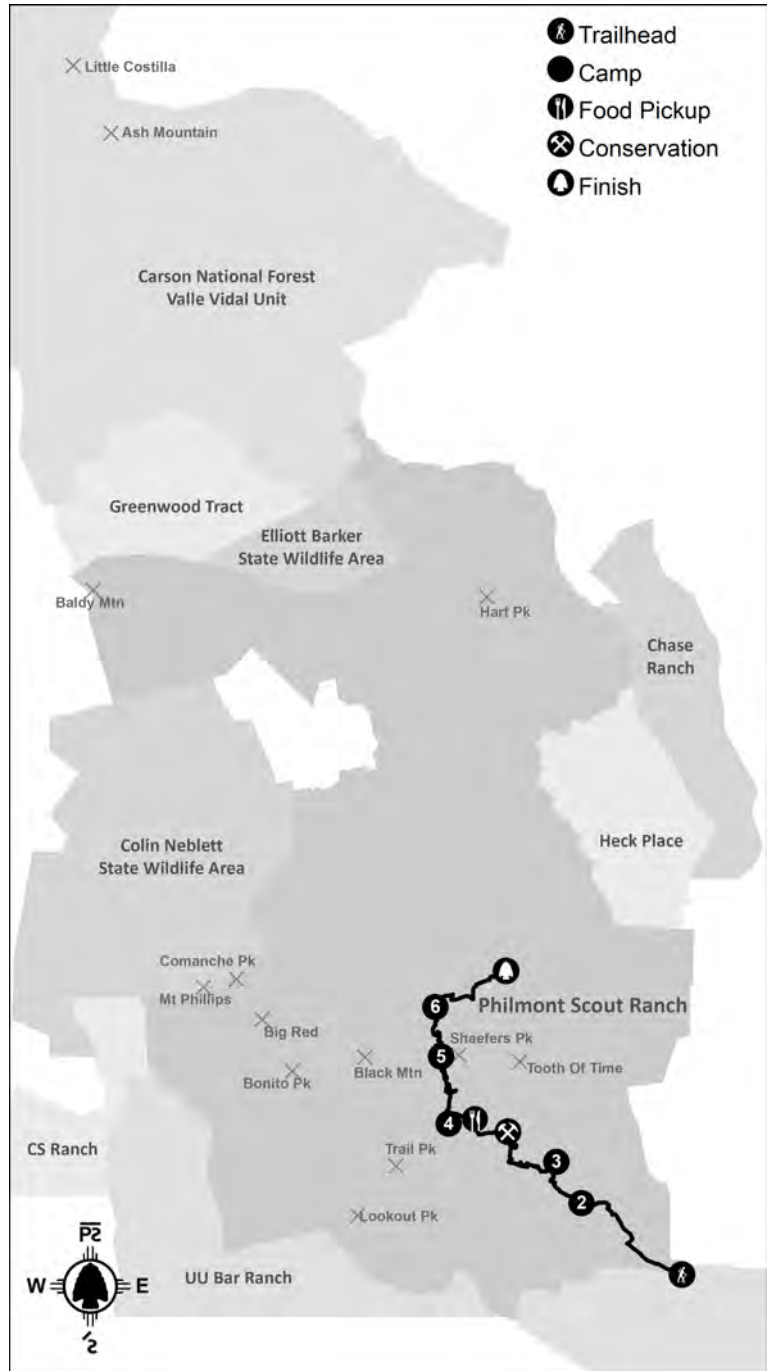 Trailhead
Camp
Food Pickup
Conservation
Finish
Little Costilla
Ash Mountain
Carson National Forest
Valle Vidal Unit
Greenwood Tract
Elliott Barker
State Wildlife Area
Baldy Mtn
Hart Pk
Chase
Ranch
Heck Place
Colin Neblett
State Wildlife Area
Comanche Pk
Mt Phillips
Big Red
Bonito Pk
Black Mtn
6
Philmont Scout Ranch
Shaefers Pk
5
Tooth Of Time
4
Trail Pk
3
2
Lookout Pk
CS Ranch
UU Bar Ranch
W
E